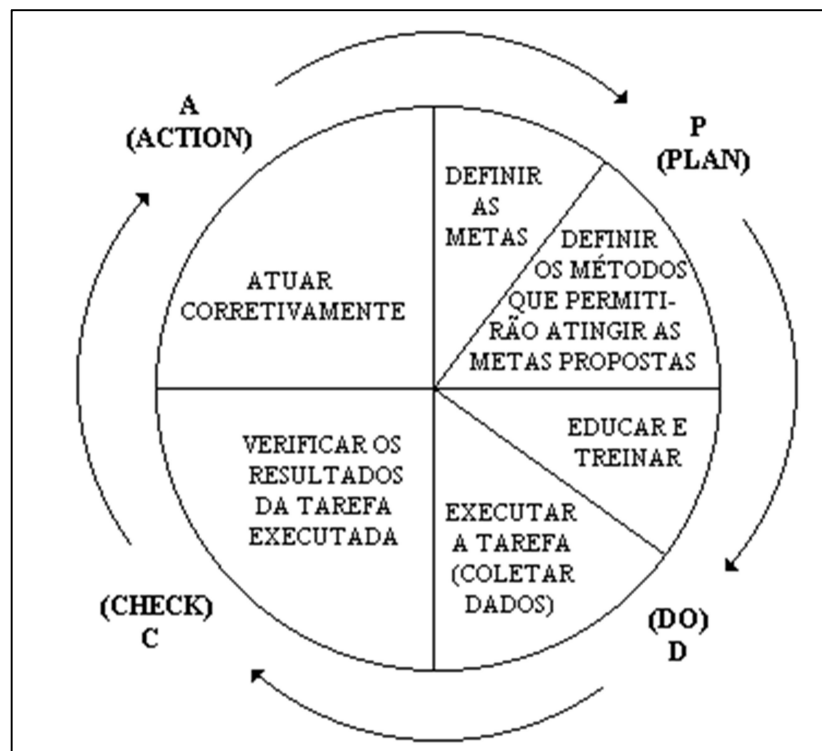 A
(ACTION)
P
(PLAN)
DEFINIR
AS
METAS
DEFINIR
OS MÉTODOS
QUE PERMITI-
RÃO ATINGIR AS
METAS PROPOSTAS
ATUAR
CORRETIVAMENTE
EDUCAR E
TREINAR
VERIFICAR OS
RESULTADOS
DA TAREFA
EXECUTADA
EXECUTAR
A TAREFA
(COLETAR
DADOS)
(CHECK)
C
(DO)
D